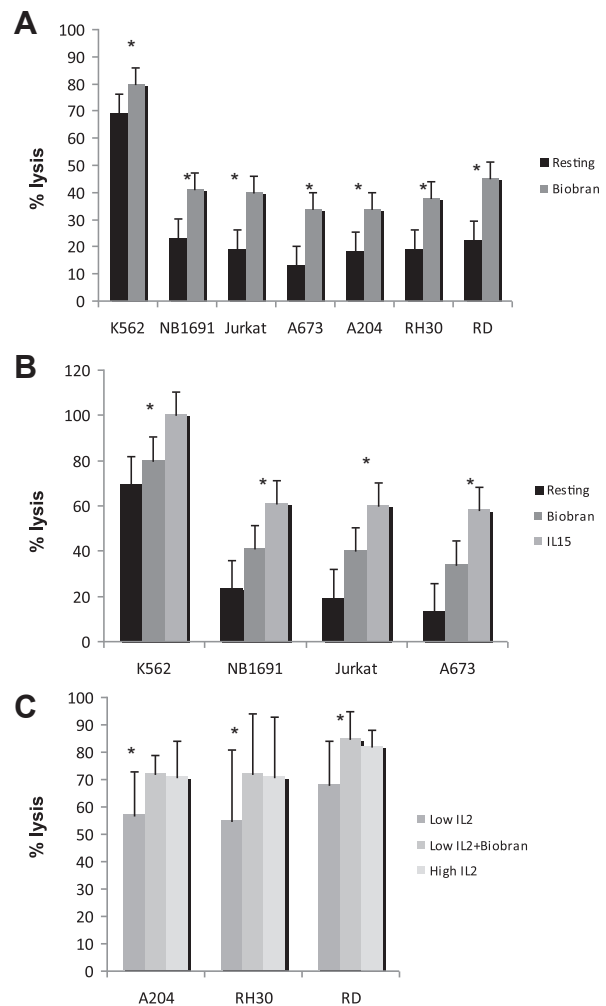 A
100
90
80
70
60
50
40
30
20
10
0
% lysis
*
*
*
*
*
*
*
K562 NB1691 Jurkat A673 A204 RH30 RD
Resting
Biobran
B
120
100
80
60
40
20
0
% lysis
*
*
*
*
K562 NB1691 Jurkat A673
Resting
Biobran
IL15
C
100
90
80
70
60
50
40
30
20
10
0
% lysis
*
*
*
A204 RH30 RD
Low IL2
Low IL2+Biobran
High IL2